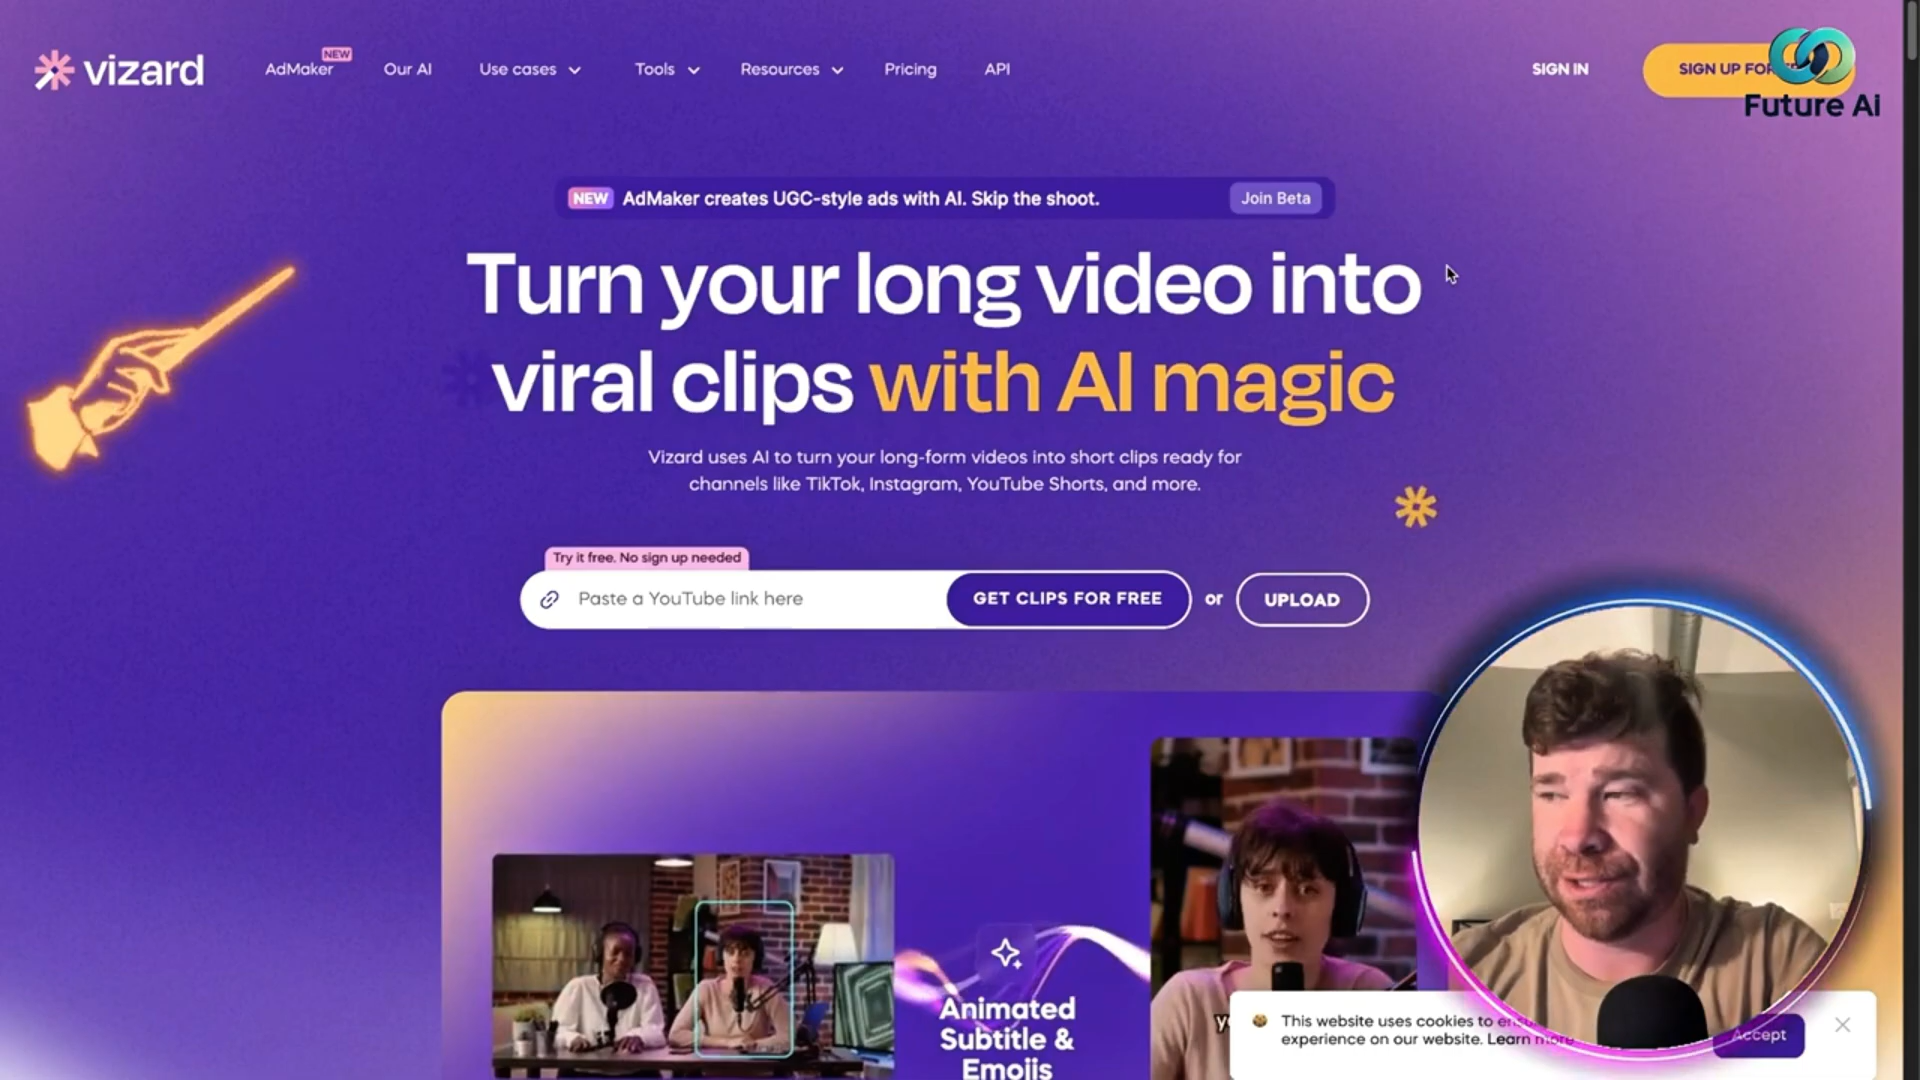 vizard
AdMaker
NEW
Our AI
Use cases
Tools
Resources
Pricing
API
SIGN IN
SIGN UP FOR
Future Ai
NEW AdMaker creates UGC-style ads with AI. Skip the shoot.
Join Beta
Turn your long video into
viral clips with AI magic
Vizard uses AI to turn your long-form videos into short clips ready for
channels like TikTok, Instagram, YouTube Shorts, and more.
Try it free. No sign up needed
Paste a YouTube link here
GET CLIPS FOR FREE
or
UPLOAD
Animated
Subtitle &
Emojis
This website uses cookies to
experience on our website. Learn more
Accept